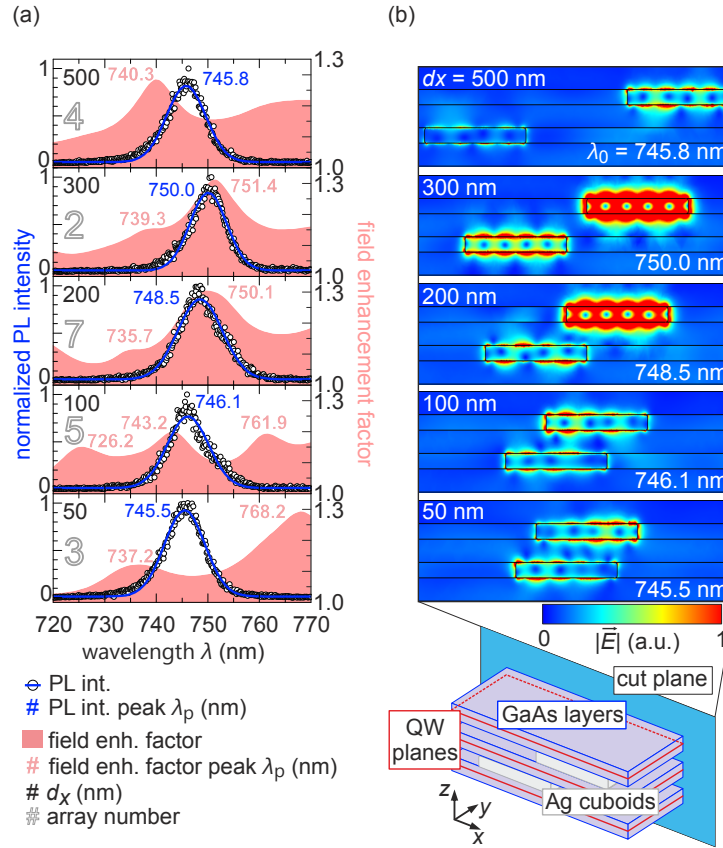 (a)
(b)
normalized PL intensity
field enhancement factor
1 500 740.3 745.8 1.3
4
0 1.0
1 300 750.0 751.4 1.3
2 739.3
0 1.0
1 200 748.5 750.1 1.3
7 735.7
0 1.0
1 100 743.2 746.1 761.9 1.3
5 726.2
0 1.0
1 50 745.5 768.2 1.3
3 737.2
0 1.0
720 730 740 750 760 770
wavelength λ (nm)
PL int.
# PL int. peak λp (nm)
field enh. factor
# field enh. factor peak λp (nm)
# dx (nm)
# array number
dx = 500 nm
λ0 = 745.8 nm
300 nm
750.0 nm
200 nm
748.5 nm
100 nm
746.1 nm
50 nm
745.5 nm
0 |E⃗| (a.u.) 1
cut plane
GaAs layers
QW
planes
Ag cuboids
z
y
x